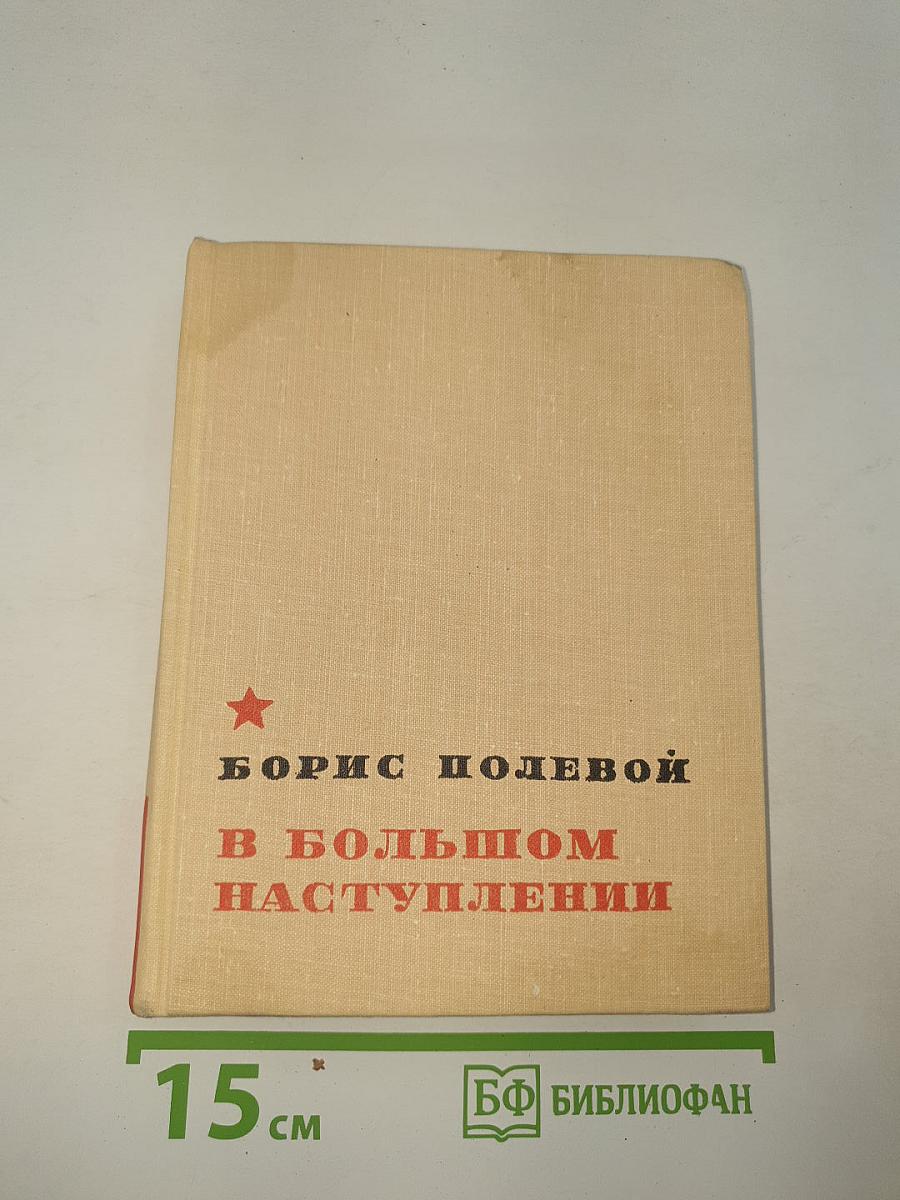 БОРИС ПОЛЕВОЙ
В БОЛЬШОМ
НАСТУПЛЕНИИ
15 см
БФ БИБЛИОФАН